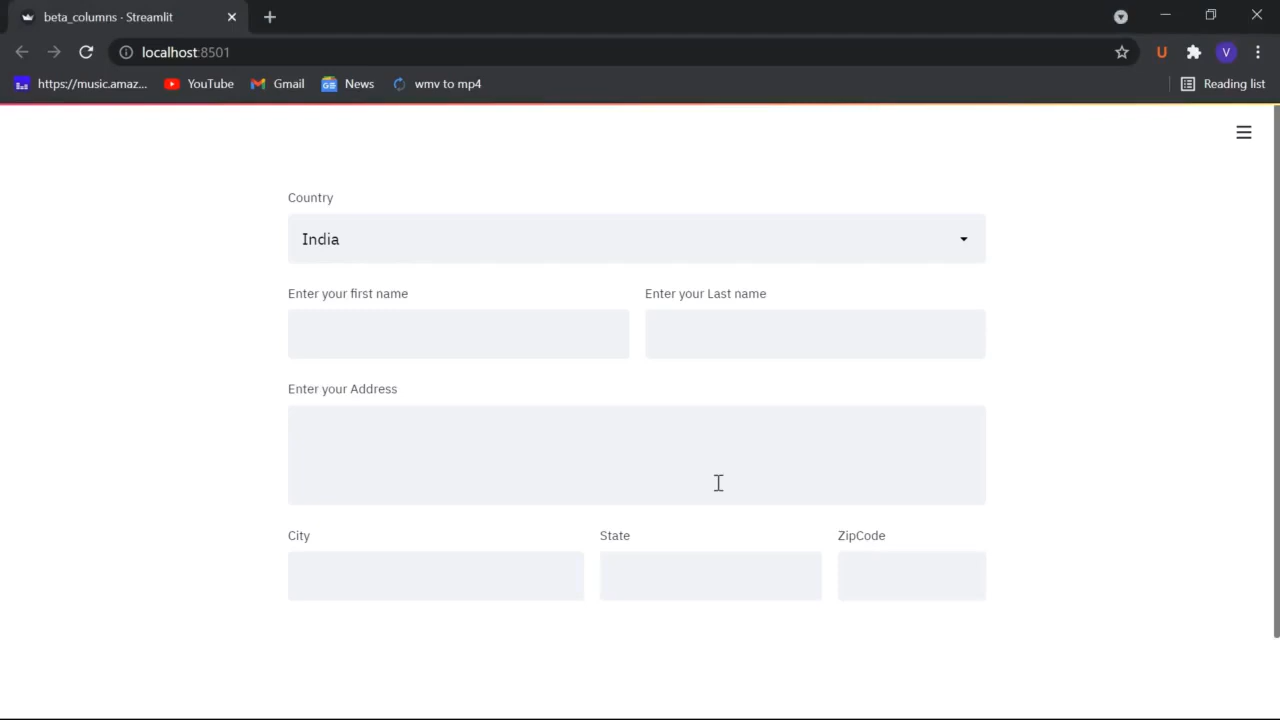 beta_columns · Streamlit
localhost:8501
U
V
https://music.amaz...
YouTube
Gmail
News
wmv to mp4
Reading list
Country
India
Enter your first name
Enter your Last name
Enter your Address
City
State
ZipCode